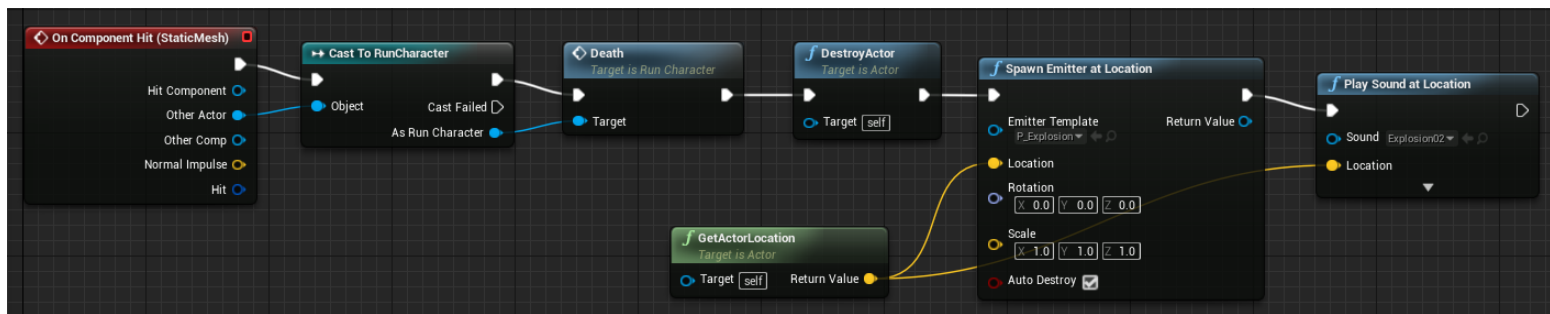 On Component Hit (StaticMesh)
Hit Component
Other Actor
Other Comp
Normal Impulse
Hit
Cast To RunCharacter
Object
Cast Failed
As Run Character
Death
Target is Run Character
Target
DestroyActor
Target is Actor
Target self
GetActorLocation
Target is Actor
Target self Return Value
Spawn Emitter at Location
Emitter Template Return Value
P_Explosion
Location
Rotation
X 0.0 Y 0.0 Z 0.0
Scale
X 1.0 Y 1.0 Z 1.0
Auto Destroy
Play Sound at Location
Sound Explosion02
Location